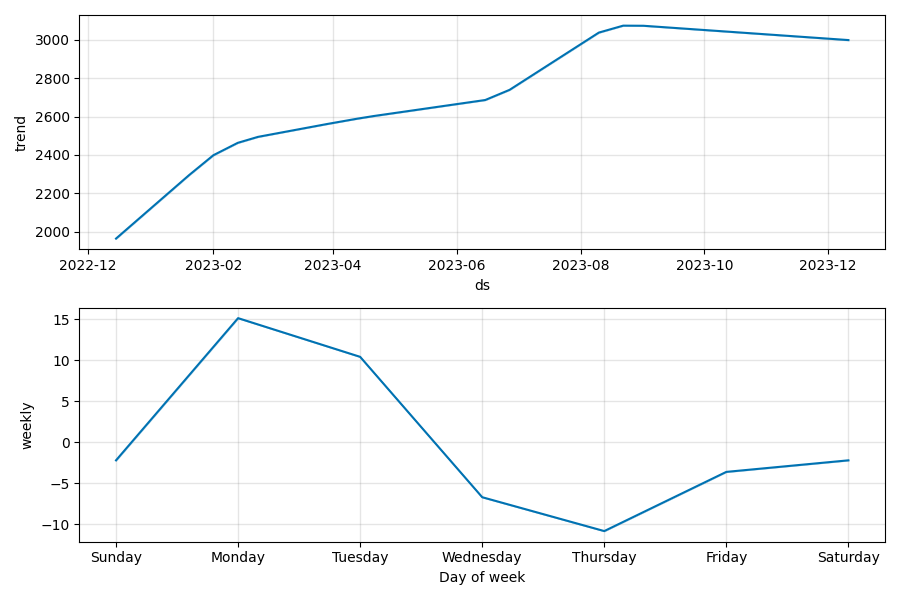 3000
2800
2600
2400
2200
2000
trend
2022-12 2023-02 2023-04 2023-06 2023-08 2023-10 2023-12
ds
15
10
5
0
−5
−10
weekly
Sunday Monday Tuesday Wednesday Thursday Friday Saturday
Day of week